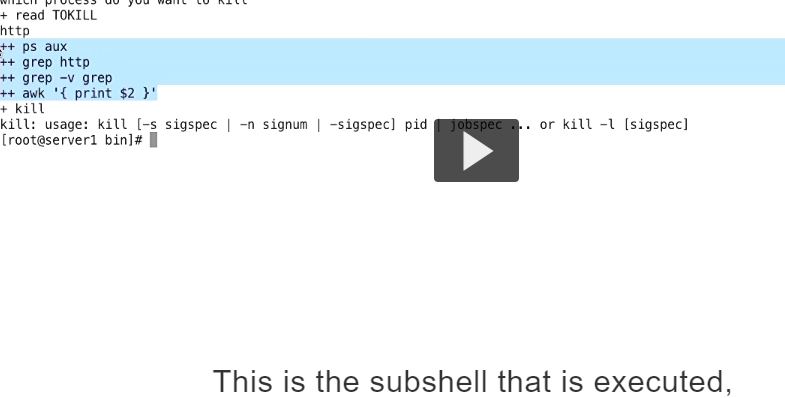 which process do you want to kill
+ read TOKILL
http
++ ps aux
++ grep http
++ grep -v grep
++ awk '{ print $2 }'
+ kill
kill: usage: kill [-s sigspec | -n signum | -sigspec] pid | jobspec ... or kill -l [sigspec]
[root@server1 bin]#
This is the subshell that is executed,